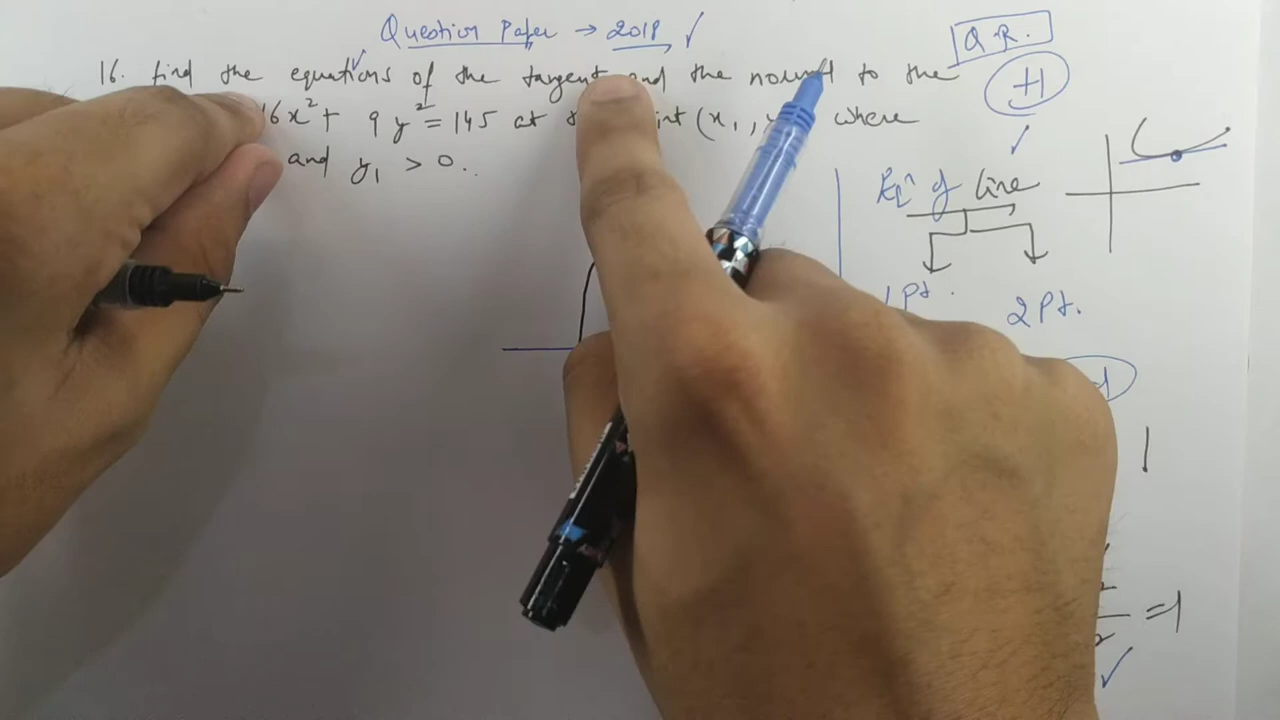 Question Paper → 2018 ✓
Q.R.
16. find the equations of the tangent and the normal to the
H
16x² + 9y² = 145 at (x₁, where
and y₁ > 0.
Eqⁿ of line
1 Pt.
2 Pt.
= 1